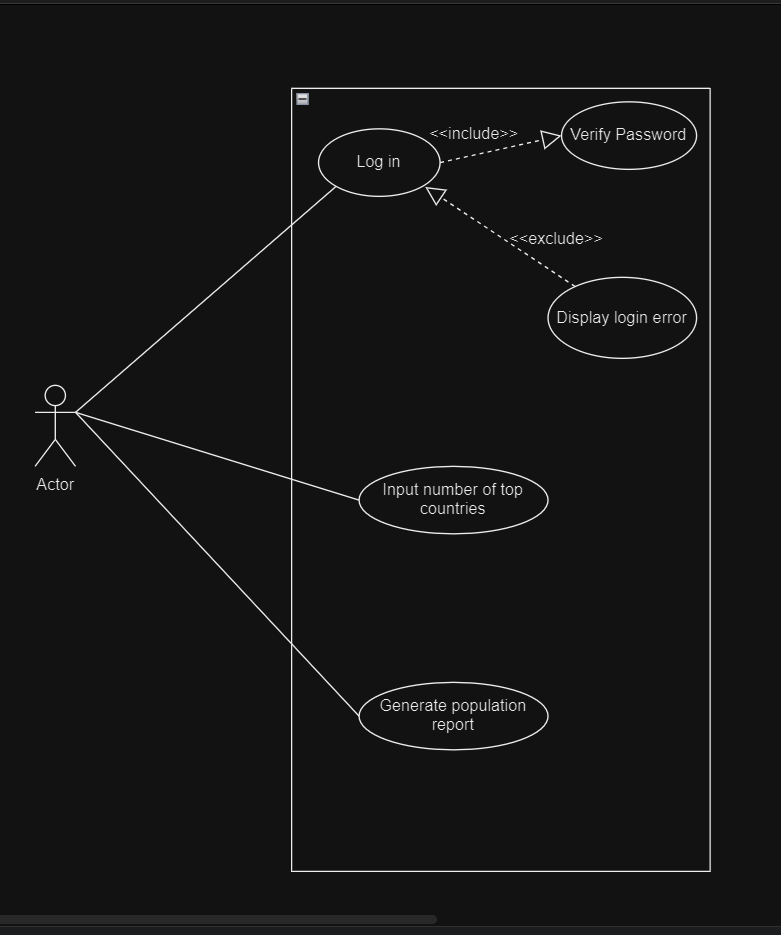 <<include>>
Verify Password
Log in
<<exclude>>
Display login error
Actor
Input number of top
countries
Generate population
report